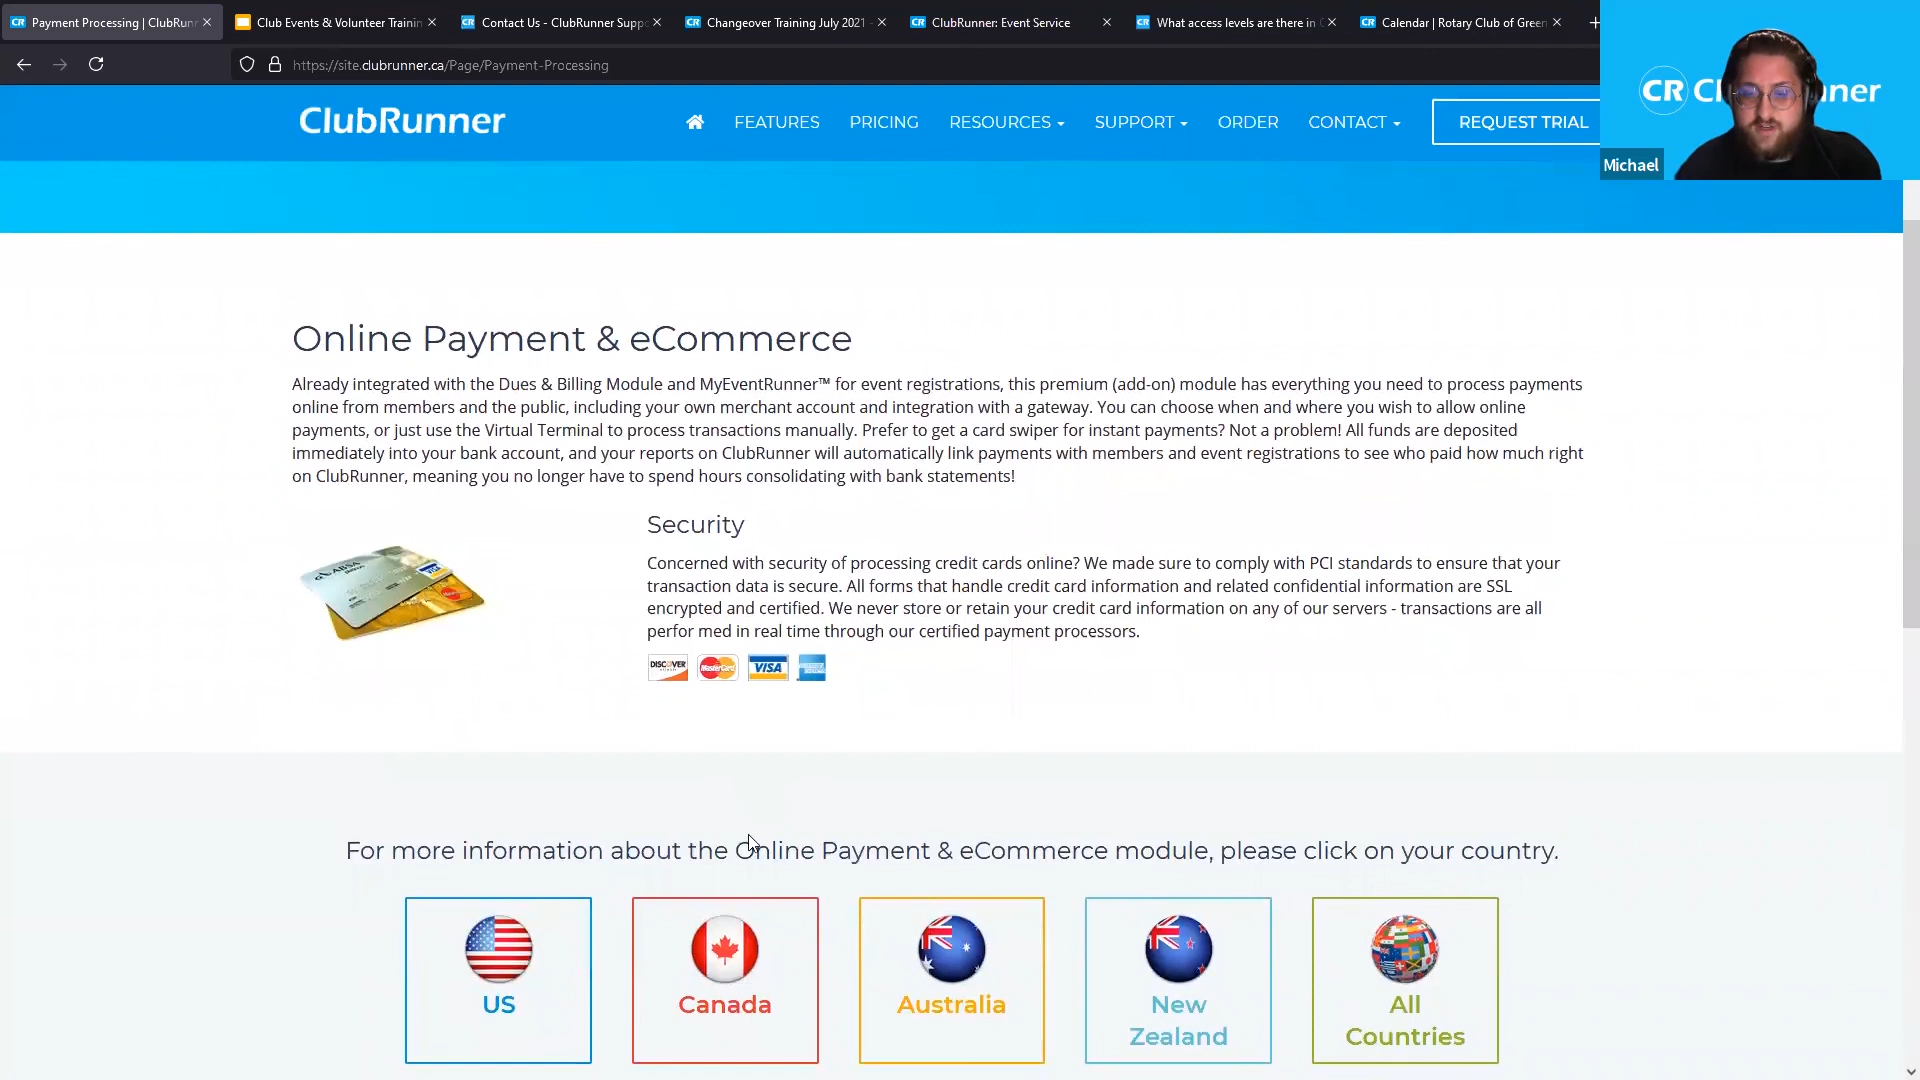 Payment Processing | ClubRunn
Club Events & Volunteer Trainin
Contact Us - ClubRunner Suppo
Changeover Training July 2021 -
ClubRunner: Event Service
What access levels are there in C
Calendar | Rotary Club of Green
https://site.clubrunner.ca/Page/Payment-Processing
ClubRunner
FEATURES
PRICING
RESOURCES
SUPPORT
ORDER
CONTACT
REQUEST TRIAL
Michael
Online Payment & eCommerce
Already integrated with the Dues & Billing Module and MyEventRunner™ for event registrations, this premium (add-on) module has everything you need to process payments
online from members and the public, including your own merchant account and integration with a gateway. You can choose when and where you wish to allow online
payments, or just use the Virtual Terminal to process transactions manually. Prefer to get a card swiper for instant payments? Not a problem! All funds are deposited
immediately into your bank account, and your reports on ClubRunner will automatically link payments with members and event registrations to see who paid how much right
on ClubRunner, meaning you no longer have to spend hours consolidating with bank statements!
Security
Concerned with security of processing credit cards online? We made sure to comply with PCI standards to ensure that your
transaction data is secure. All forms that handle credit card information and related confidential information are SSL
encrypted and certified. We never store or retain your credit card information on any of our servers - transactions are all
perfor med in real time through our certified payment processors.
DISCOVER
MasterCard
VISA
For more information about the Online Payment & eCommerce module, please click on your country.
US
Canada
Australia
New
Zealand
All
Countries